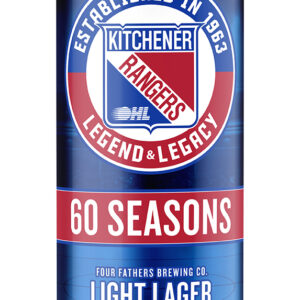 ESTABLISHED IN 1963
KITCHENER
RANGERS
OHL
LEGEND & LEGACY
60 SEASONS
FOUR FATHERS BREWING CO.
LIGHT LAGER